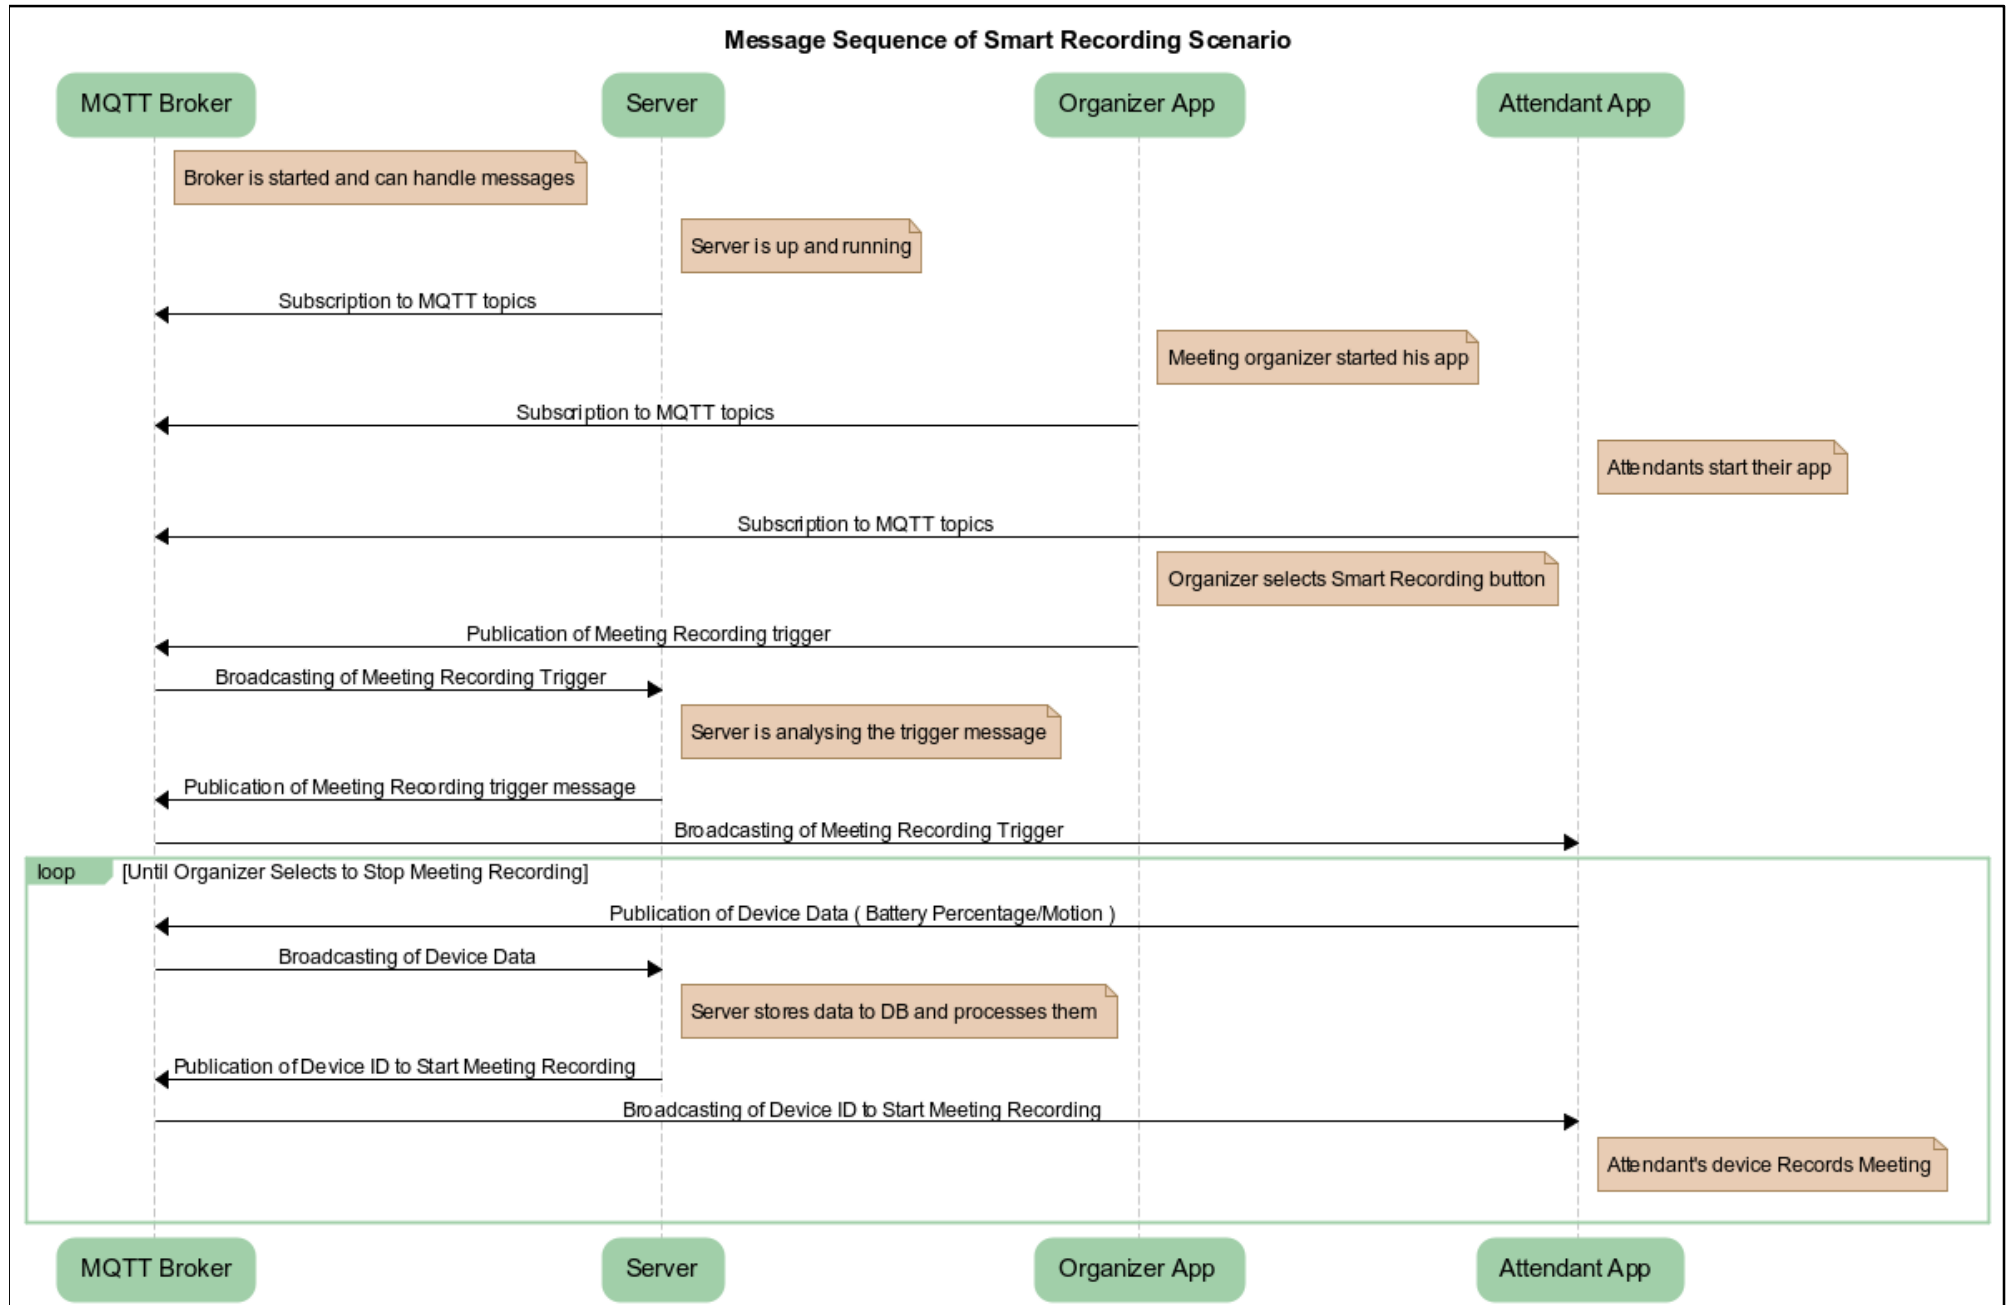 Message Sequence of Smart Recording Scenario
MQTT Broker
Server
Organizer App
Attendant App
Broker is started and can handle messages
Server is up and running
Subscription to MQTT topics
Meeting organizer started his app
Subscription to MQTT topics
Attendants start their app
Subscription to MQTT topics
Organizer selects Smart Recording button
Publication of Meeting Recording trigger
Broadcasting of Meeting Recording Trigger
Server is analysing the trigger message
Publication of Meeting Recording trigger message
Broadcasting of Meeting Recording Trigger
loop
[Until Organizer Selects to Stop Meeting Recording]
Publication of Device Data ( Battery Percentage/Motion )
Broadcasting of Device Data
Server stores data to DB and processes them
Publication of Device ID to Start Meeting Recording
Broadcasting of Device ID to Start Meeting Recording
Attendant's device Records Meeting
MQTT Broker
Server
Organizer App
Attendant App